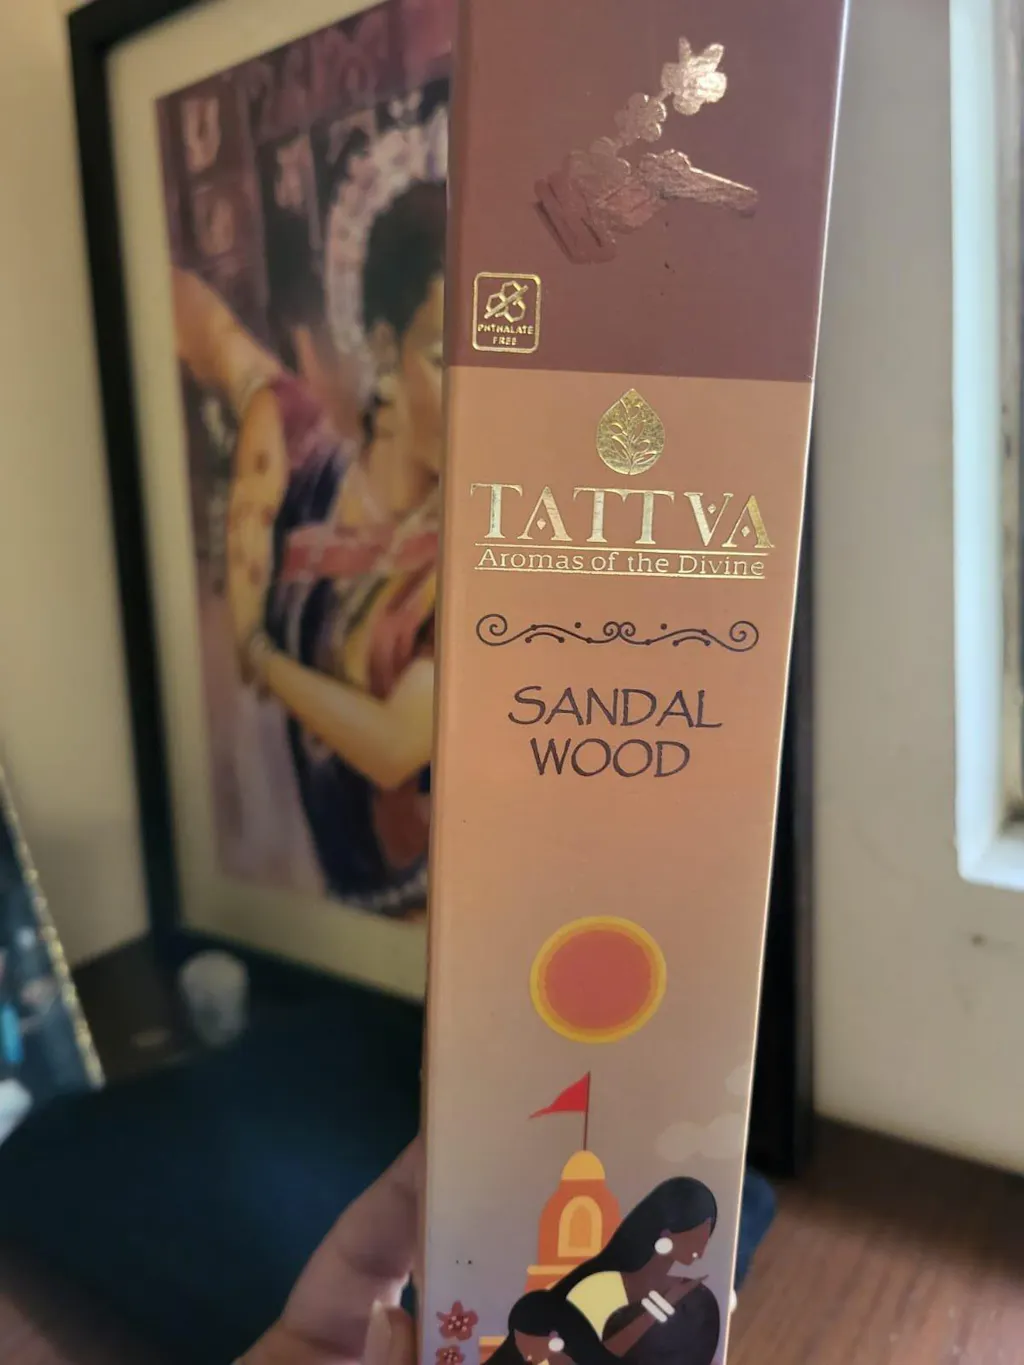 PHTHALATE
FREE
TATTVA
Aromas of the Divine
SANDAL
WOOD